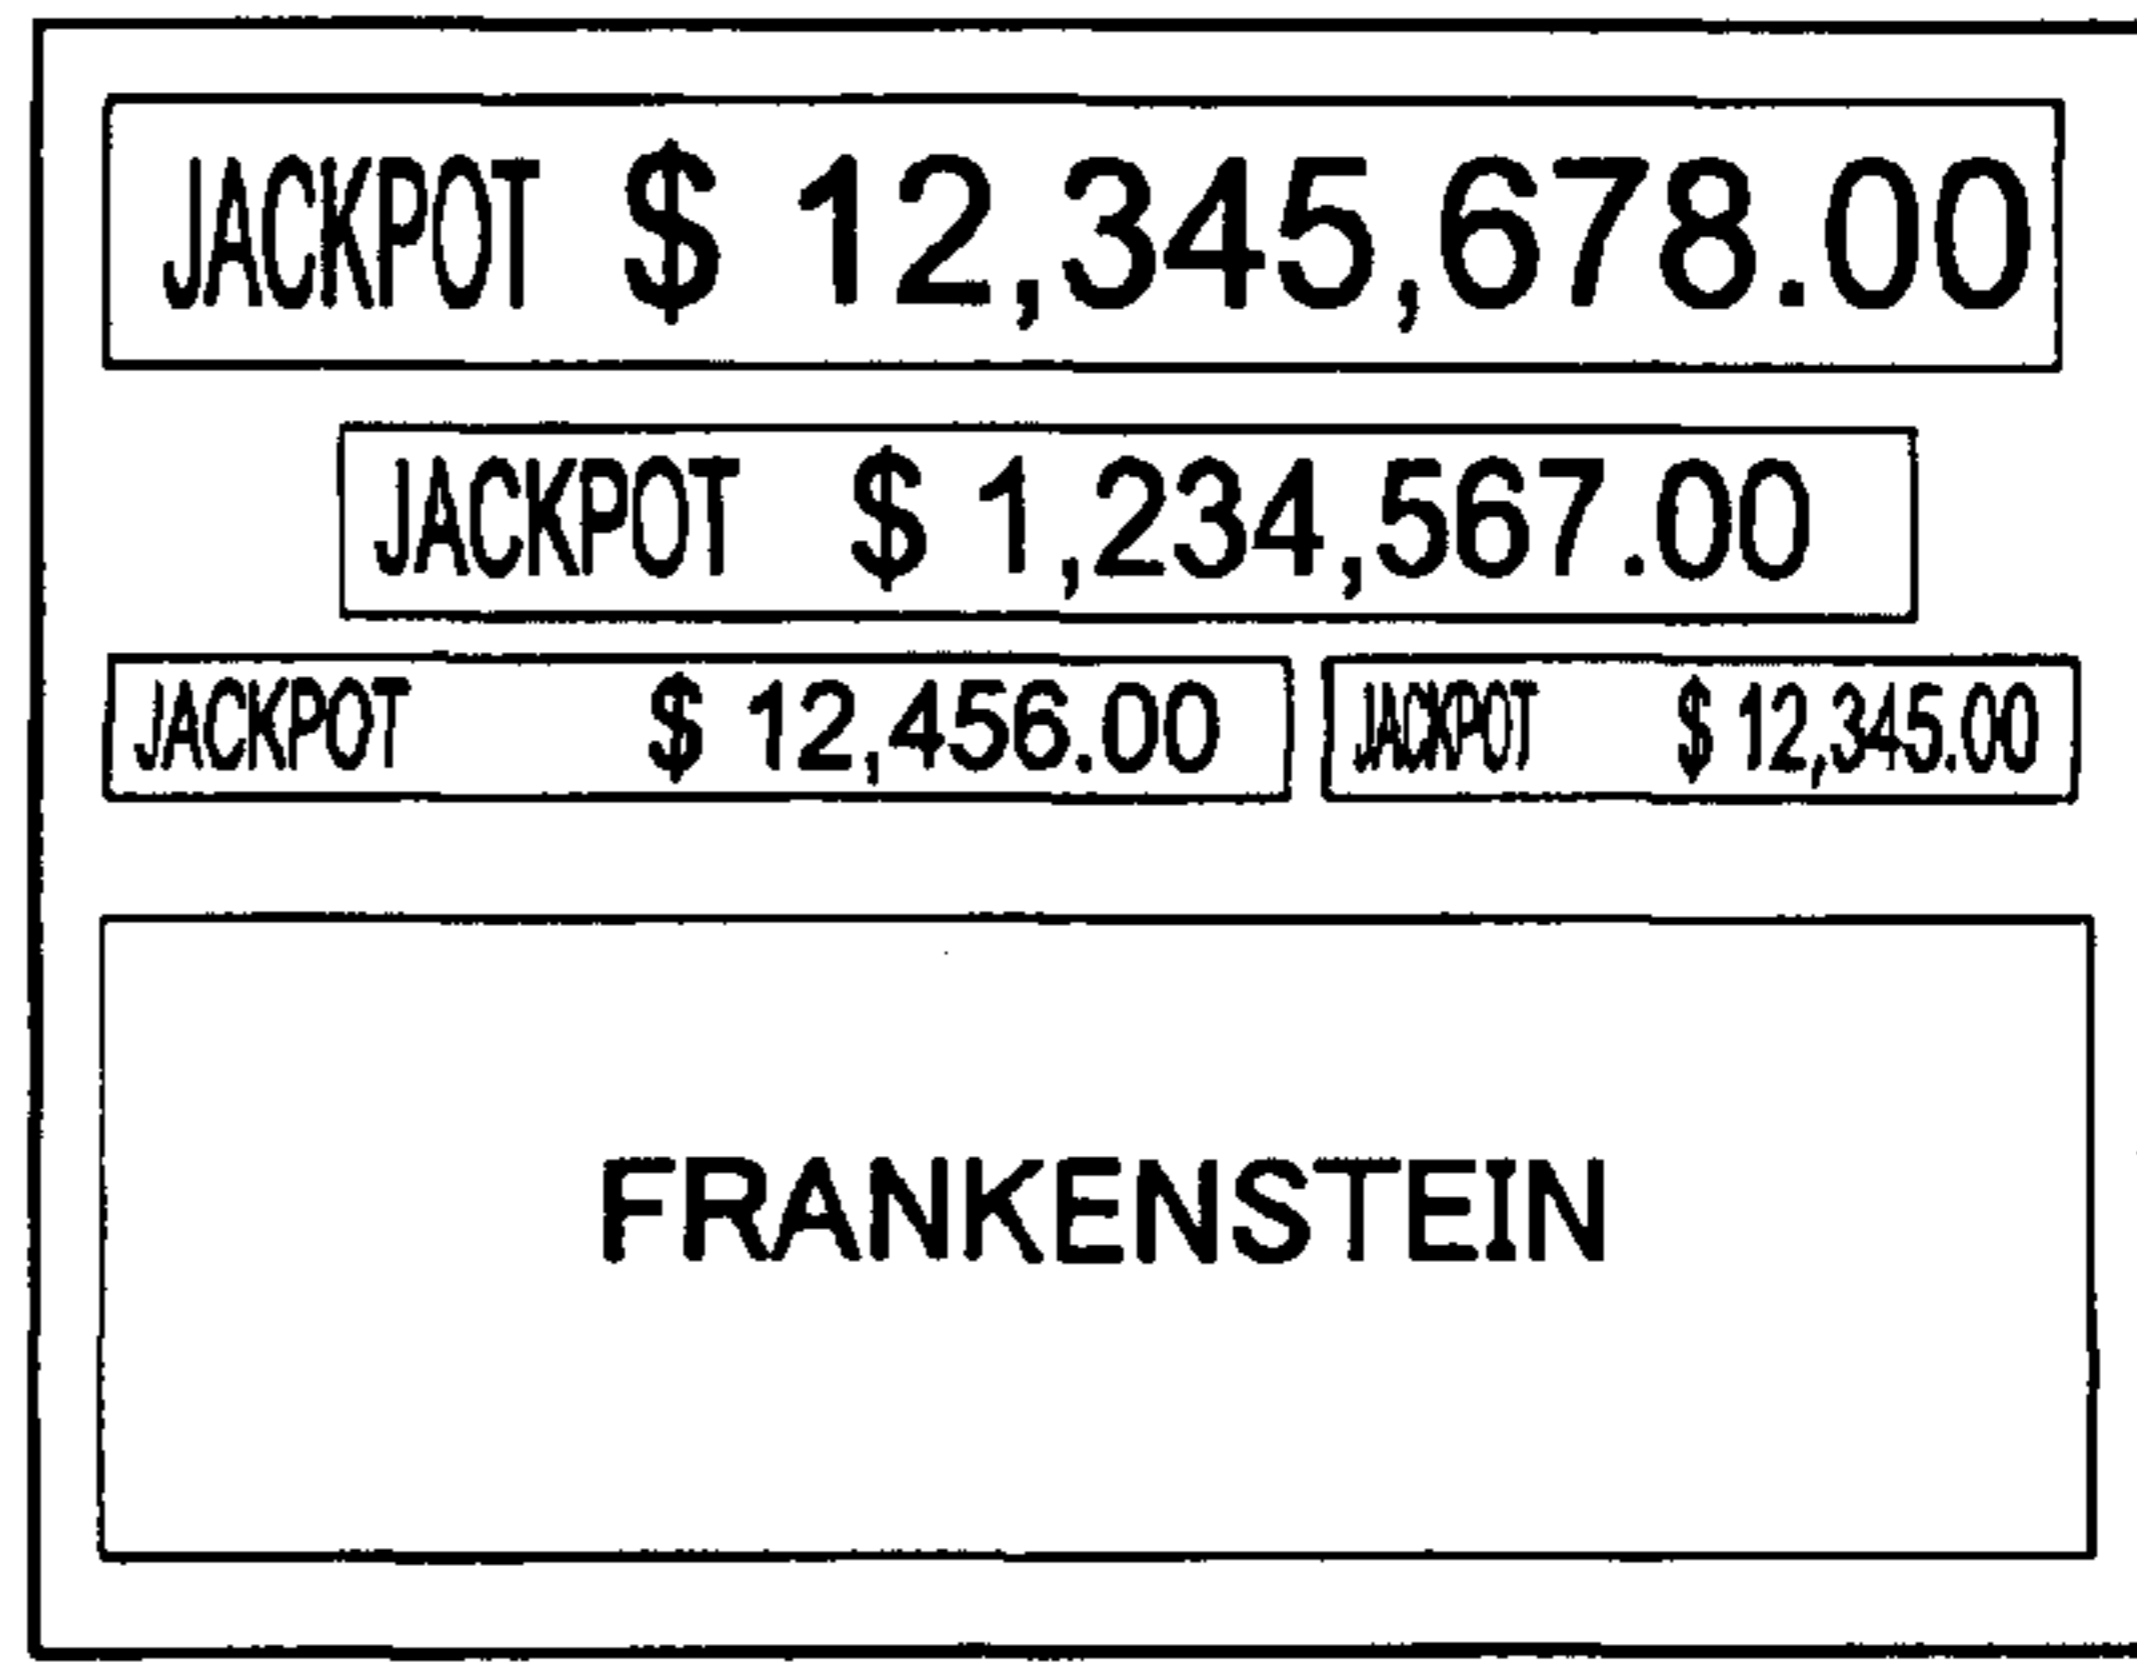 JACKPOT $ 12,345,678.00
JACKPOT $ 1,234,567.00
JACKPOT $ 12,456.00 JACKPOT $ 12,345.00
FRANKENSTEIN